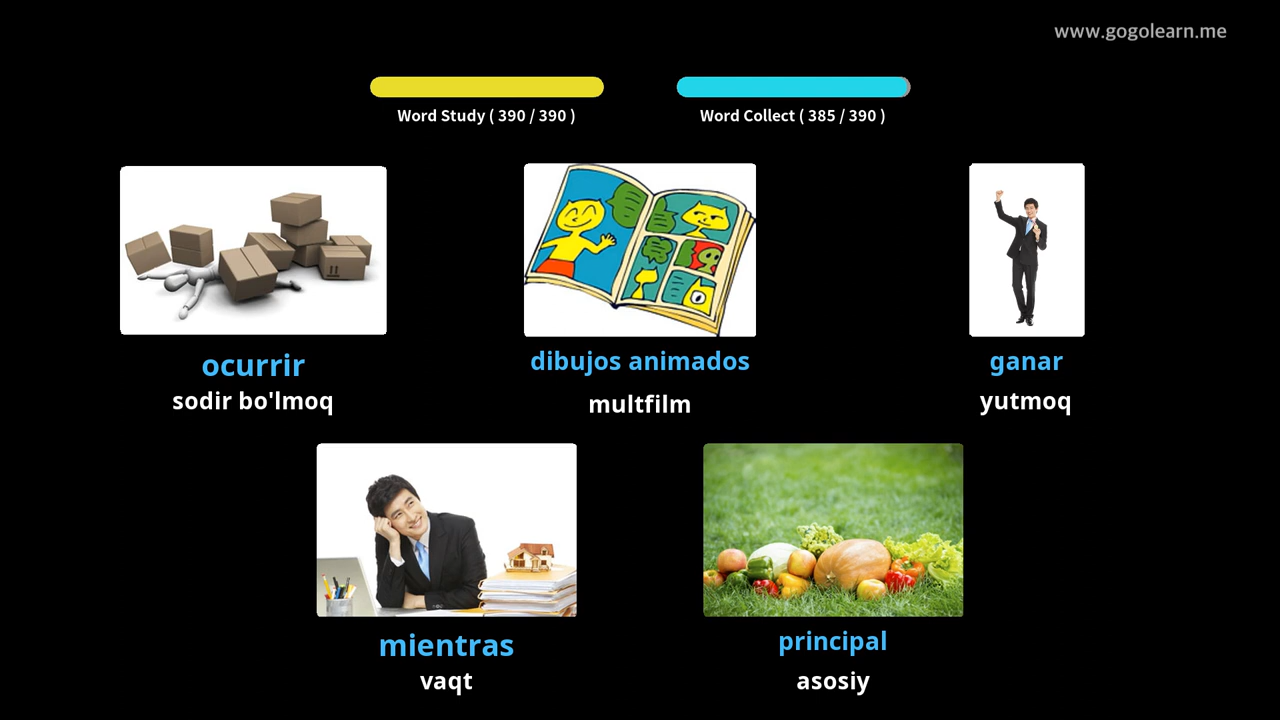 www.gogolearn.me
Word Study ( 390 / 390 )
Word Collect ( 385 / 390 )
ocurrir
sodir bo'lmoq
dibujos animados
multfilm
ganar
yutmoq
mientras
vaqt
principal
asosiy